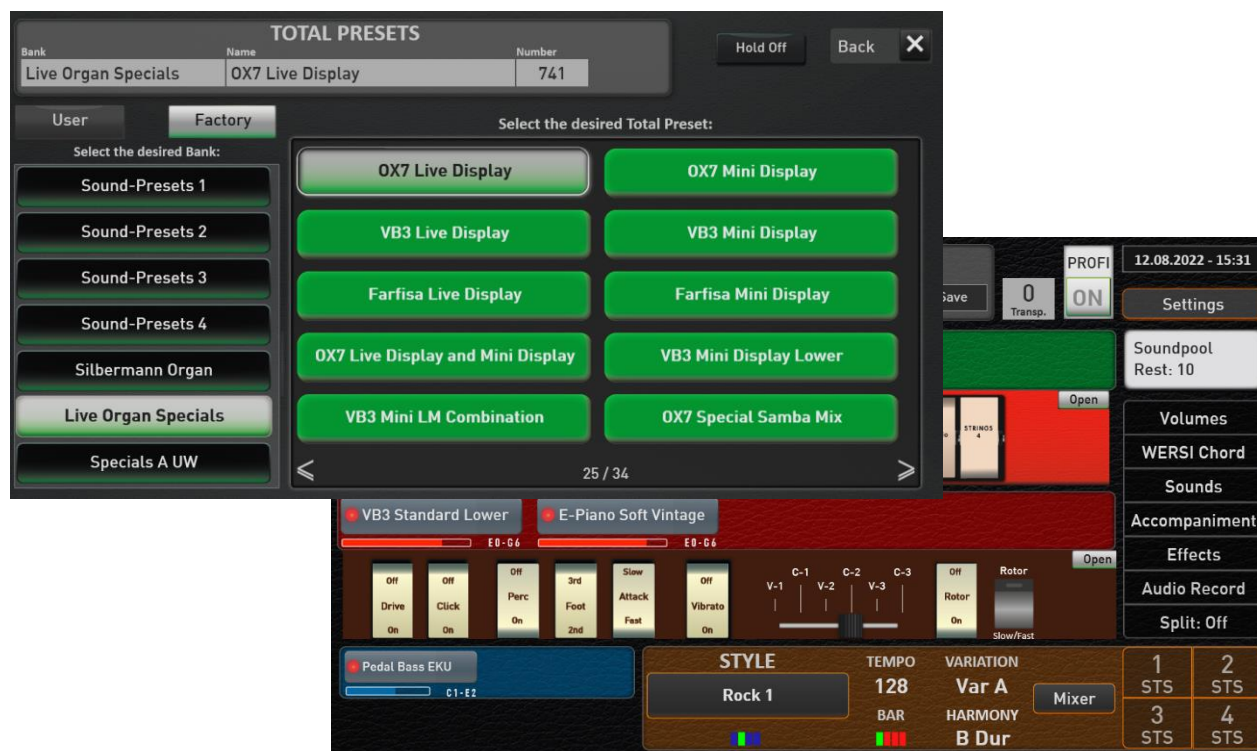 TOTAL PRESETS
Bank Name Number
Live Organ Specials OX7 Live Display 741
Hold Off
Back
User Factory
Select the desired Bank:
Sound-Presets 1
Sound-Presets 2
Sound-Presets 3
Sound-Presets 4
Silbermann Organ
Live Organ Specials
Specials A UW
Select the desired Total Preset:
OX7 Live Display
OX7 Mini Display
VB3 Live Display
VB3 Mini Display
Farfisa Live Display
Farfisa Mini Display
OX7 Live Display and Mini Display
VB3 Mini Display Lower
VB3 Mini LM Combination
OX7 Special Samba Mix
25 / 34
0
Transp.
PROFI
ON
12.08.2022 - 15:31
Settings
Soundpool
Rest: 10
Open
STRINGS
4
Volumes
WERSI Chord
Sounds
Accompaniment
Effects
Audio Record
Split: Off
VB3 Standard Lower
E0-G6
E-Piano Soft Vintage
E0-G6
Open
Off
Drive
On
Off
Click
On
Off
Perc
On
3rd
Foot
2nd
Slow
Attack
Fast
Off
Vibrato
On
C-1 C-2 C-3
V-1 V-2 V-3
Off
Rotor
On
Rotor
Slow/Fast
Pedal Bass EKU
C1-E2
STYLE
Rock 1
TEMPO
128
BAR
VARIATION
Var A
HARMONY
B Dur
Mixer
1
STS
2
STS
3
STS
4
STS